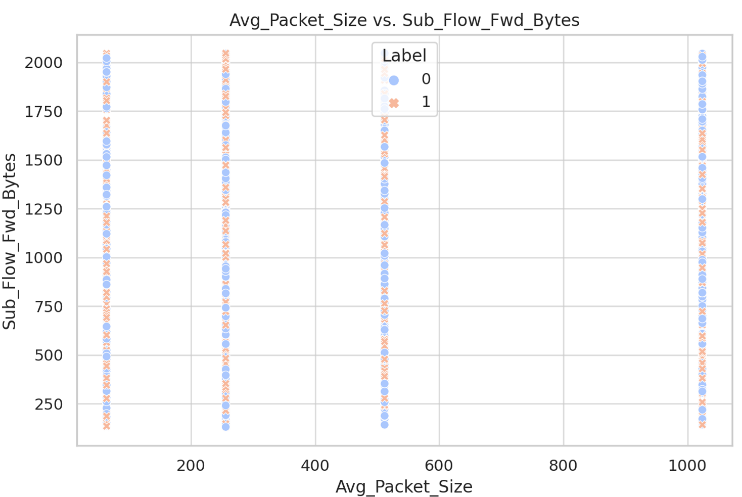 Avg_Packet_Size vs. Sub_Flow_Fwd_Bytes
Label
0
1
2000
1750
1500
1250
1000
750
500
250
Sub_Flow_Fwd_Bytes
200 400 600 800 1000
Avg_Packet_Size